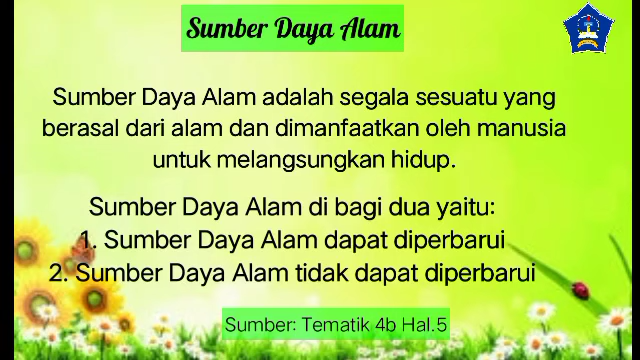 Sumber Daya Alam
Sumber Daya Alam adalah segala sesuatu yang
berasal dari alam dan dimanfaatkan oleh manusia
untuk melangsungkan hidup.
Sumber Daya Alam di bagi dua yaitu:
1. Sumber Daya Alam dapat diperbarui
2. Sumber Daya Alam tidak dapat diperbarui
Sumber: Tematik 4b Hal.5